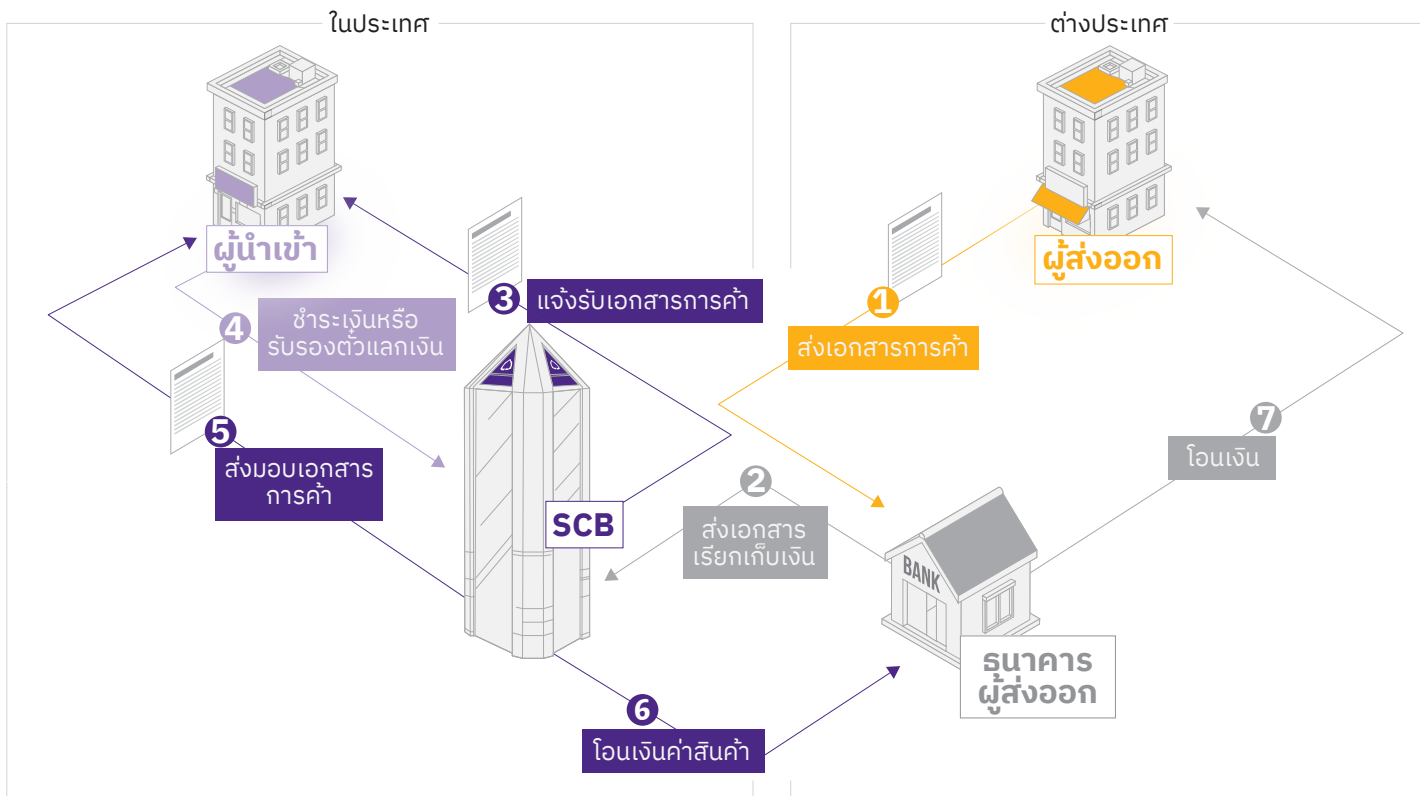 ในประเทศ
ต่างประเทศ
ผู้นำเข้า
ผู้ส่งออก
3 แจ้งรับเอกสารการค้า
1
ส่งเอกสารการค้า
4 ชำระเงินหรือ
รับรองตั๋วแลกเงิน
5
ส่งมอบเอกสาร
การค้า
7
โอนเงิน
2
ส่งเอกสาร
เรียกเก็บเงิน
SCB
BANK
ธนาคาร
ผู้ส่งออก
6
โอนเงินค่าสินค้า